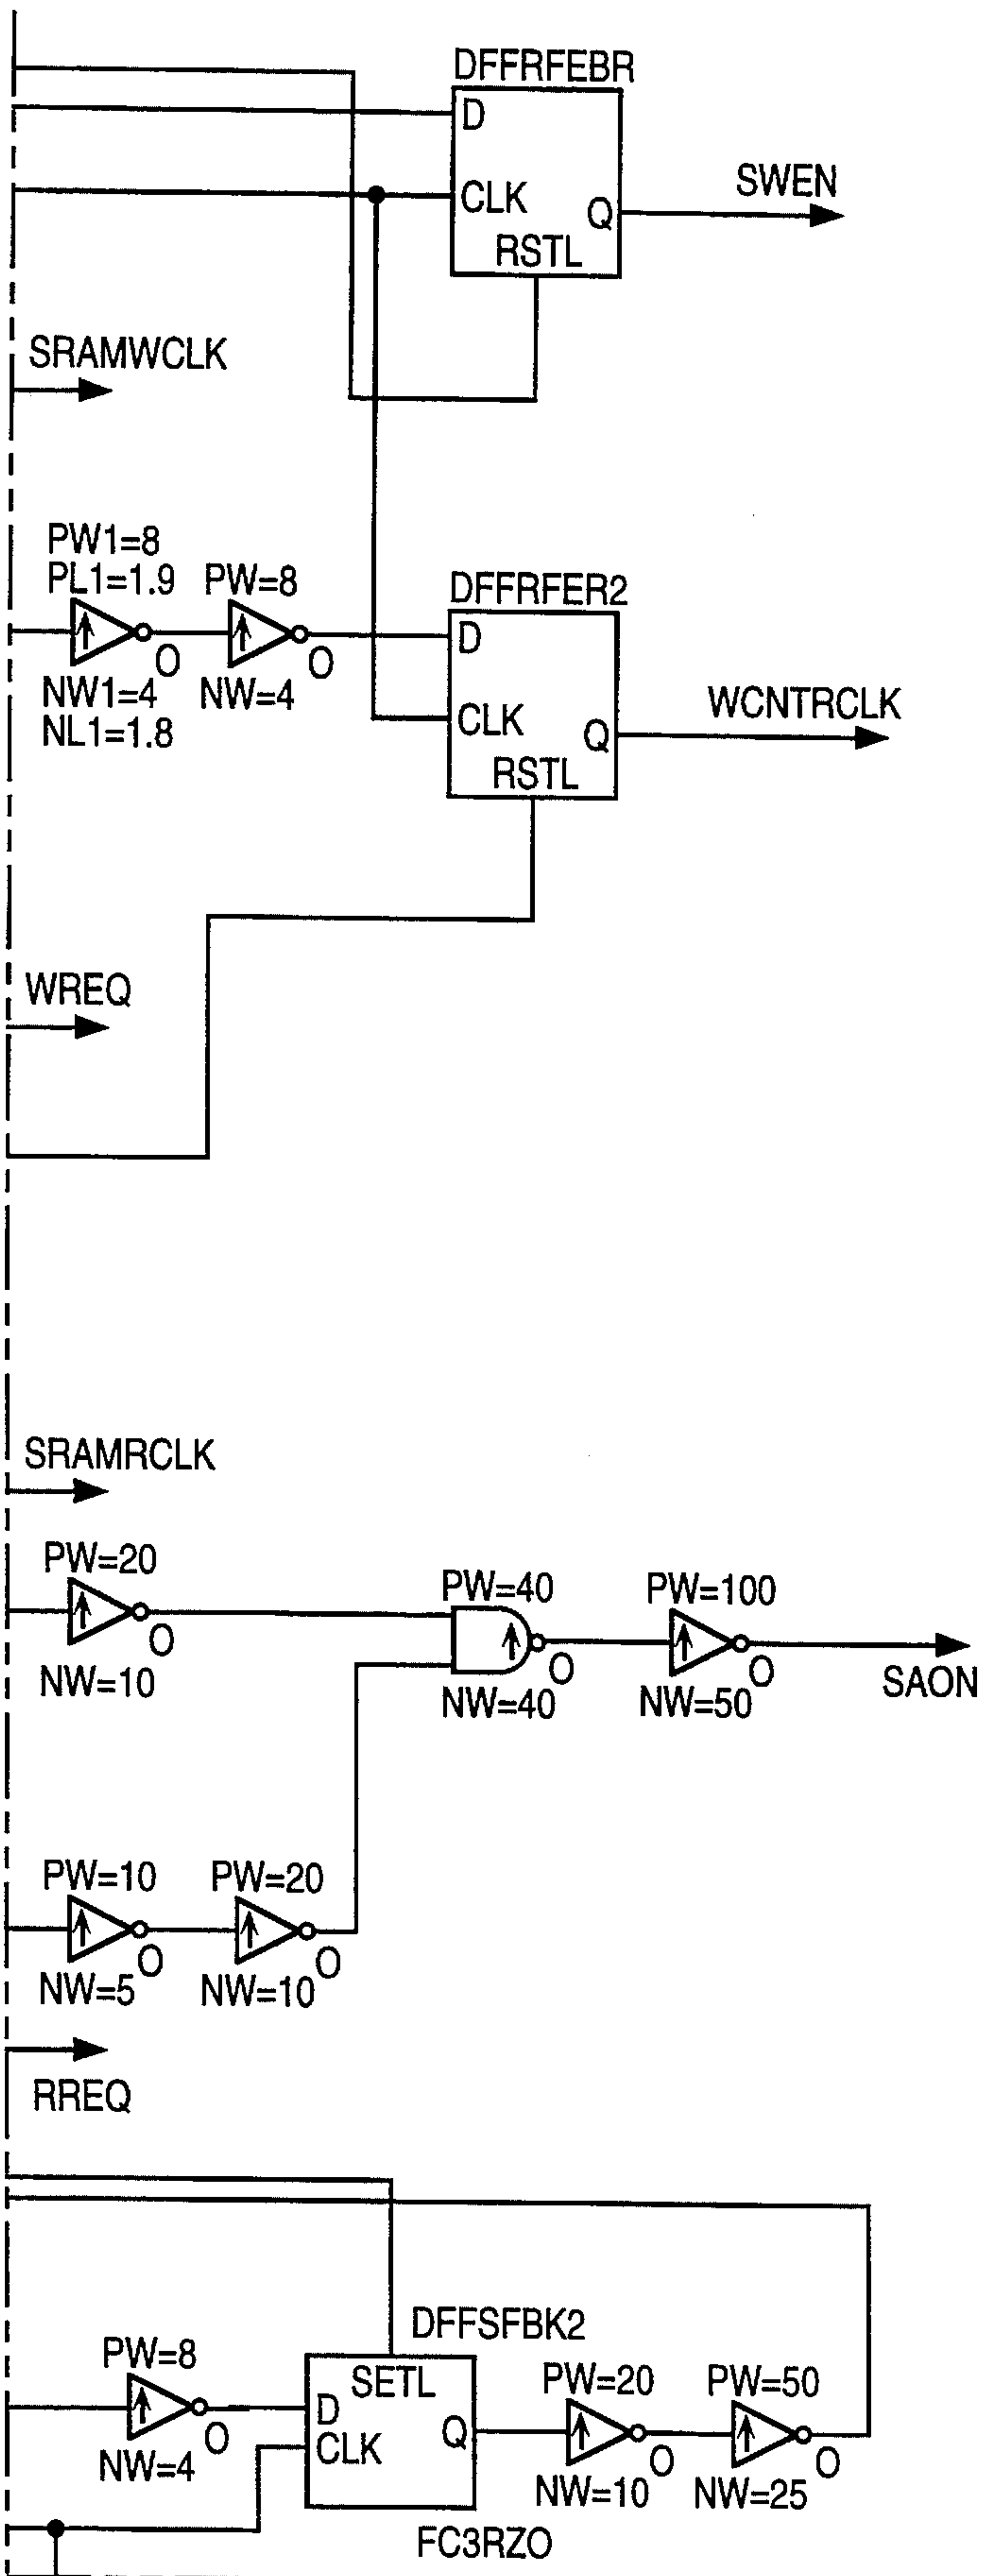 DFFRFEBR
D
CLK
Q
RSTL
SWEN
SRAMWCLK
PW1=8
PL1=1.9
PW=8
O
O
NW1=4
NL1=1.8
NW=4
DFFRFER2
D
CLK
Q
RSTL
WCNTRCLK
WREQ
SRAMRCLK
PW=20
O
NW=10
PW=40
O
NW=40
PW=100
O
NW=50
SAON
PW=10
O
NW=5
PW=20
O
NW=10
RREQ
DFFSFBK2
PW=8
O
NW=4
SETL
D
CLK
Q
FC3RZO
PW=20
O
NW=10
PW=50
O
NW=25